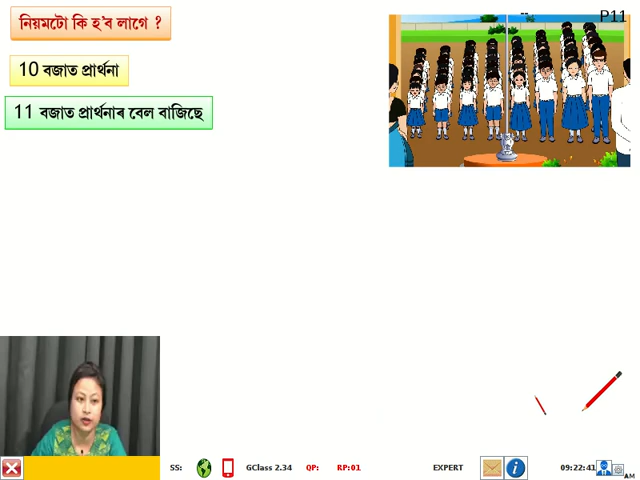 নিয়মটো কি হ'ব লাগে ?
P11
10 বজাত প্ৰাৰ্থনা
11 বজাত প্ৰাৰ্থনাৰ বেল বাজিছে
SS: GClass 2.34 QP: RP:01 EXPERT 09:22:41 AM